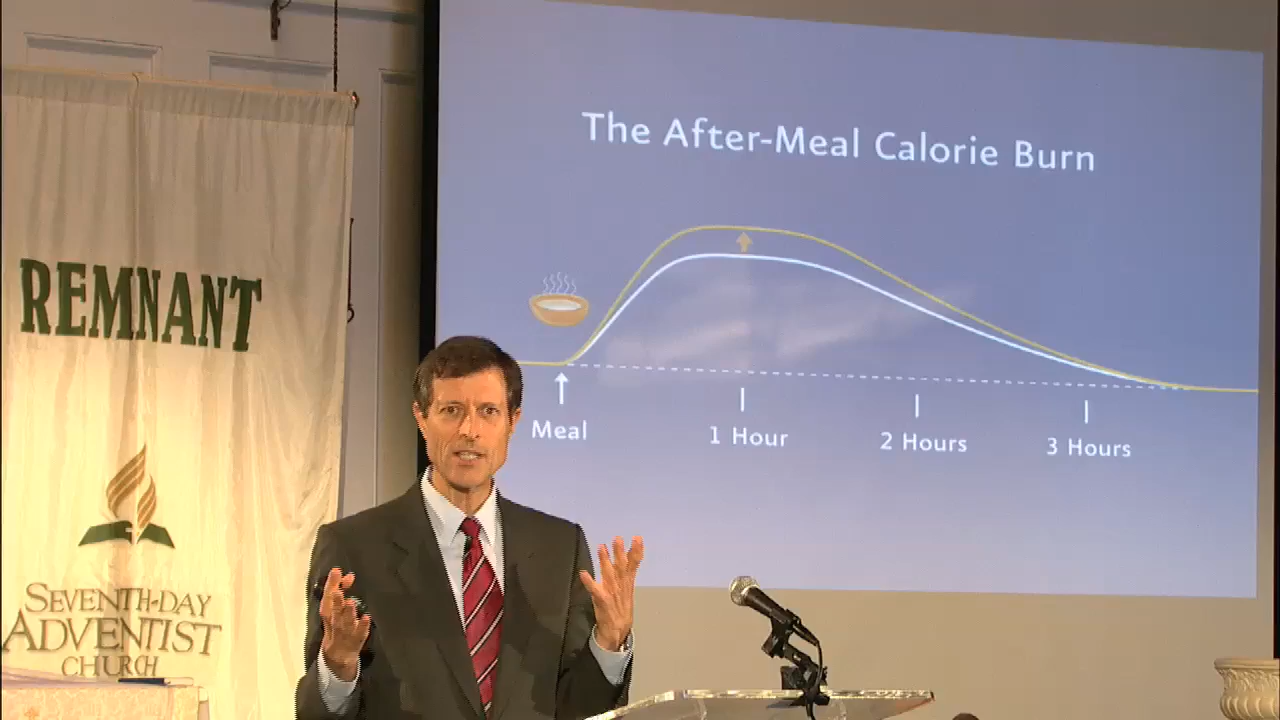 REMNANT
SEVENTH-DAY
ADVENTIST
CHURCH
The After-Meal Calorie Burn
Meal
1 Hour
2 Hours
3 Hours